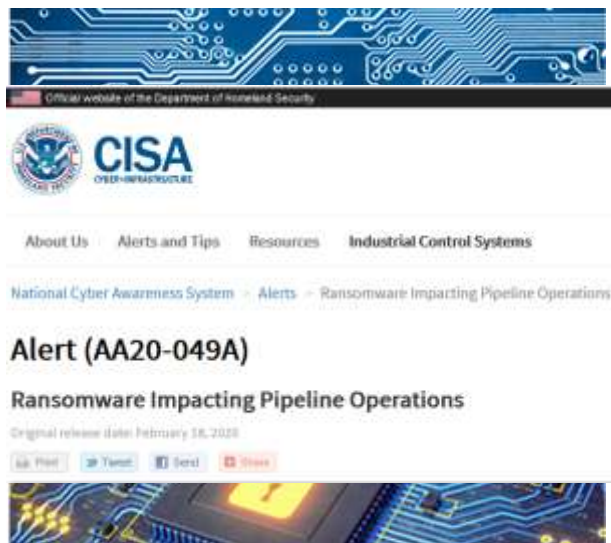 Official website of the Department of Homeland Security
CISA
CYBER+INFRASTRUCTURE
About Us Alerts and Tips Resources Industrial Control Systems
National Cyber Awareness System > Alerts > Ransomware Impacting Pipeline Operations
Alert (AA20-049A)
Ransomware Impacting Pipeline Operations
Original release date: February 18, 2020
Print Tweet Send Share